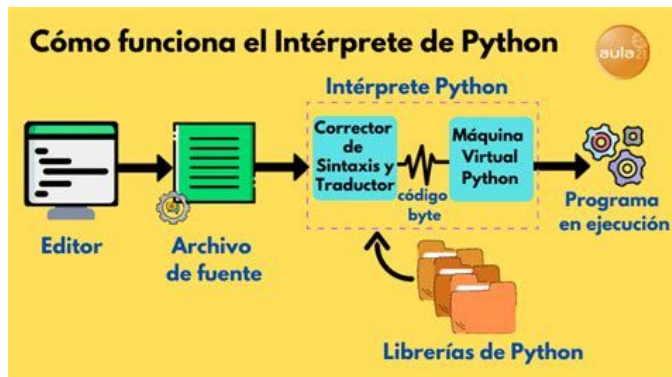 Cómo funciona el Intérprete de Python
aula21
Intérprete Python
Corrector
de
Sintaxis y
Traductor
código
byte
Máquina
Virtual
Python
Editor
Archivo
de fuente
Programa
en ejecución
Librerías de Python